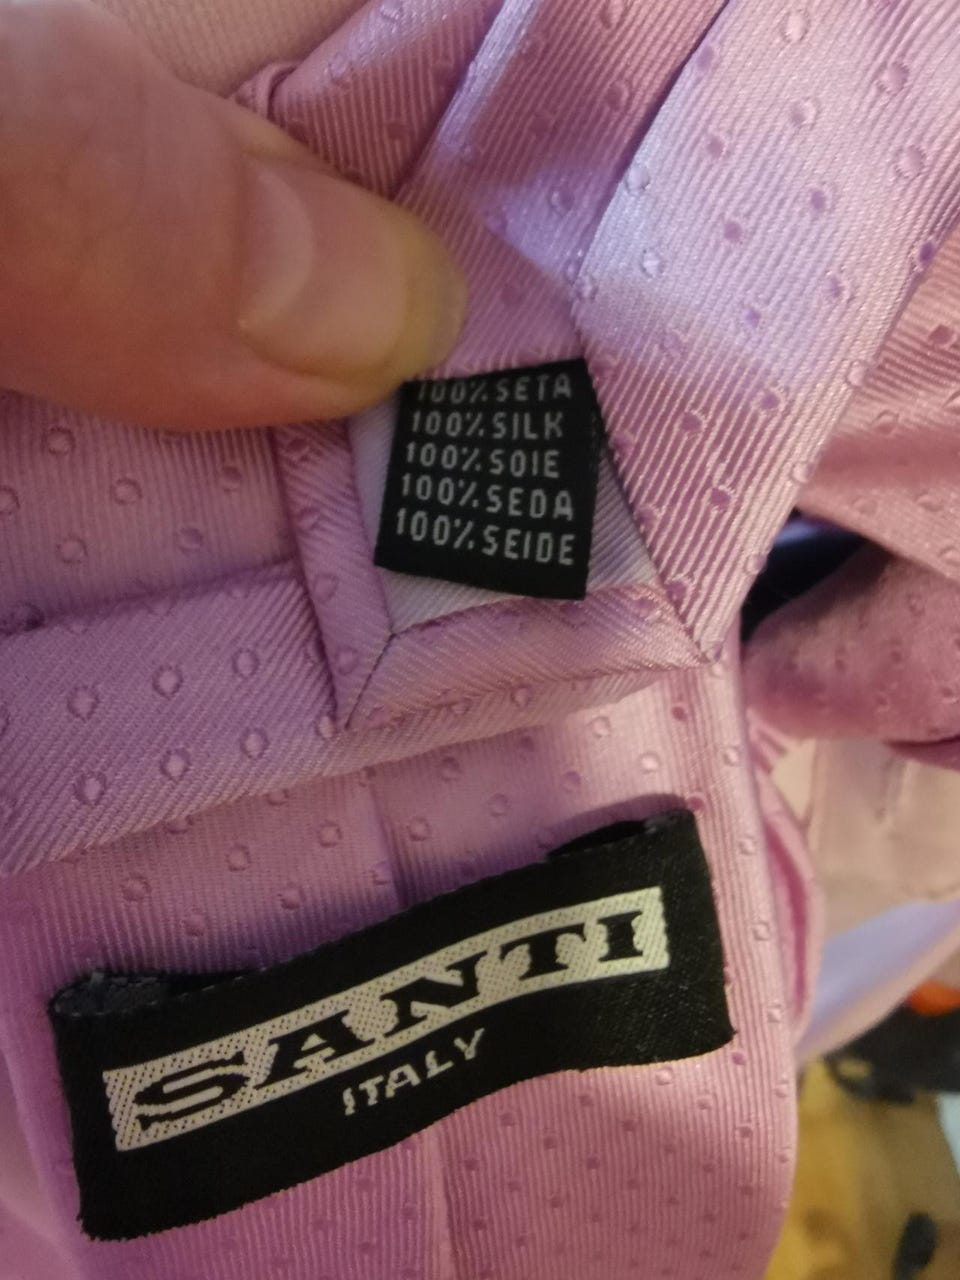 100% SETA
100% SILK
100% SOIE
100% SEDA
100% SEIDE
SANTI
ITALY